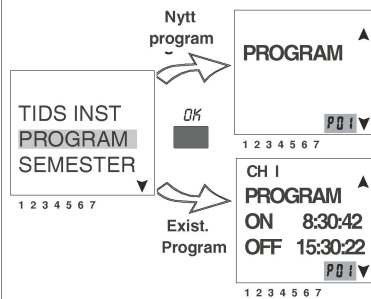 Nytt
program
PROGRAM
P01
1 2 3 4 5 6 7
TIDS INST
PROGRAM
SEMESTER
1 2 3 4 5 6 7
OK
CH I
PROGRAM
ON 8:30:42
OFF 15:30:22
P01
1 2 3 4 5 6 7
Exist.
Program